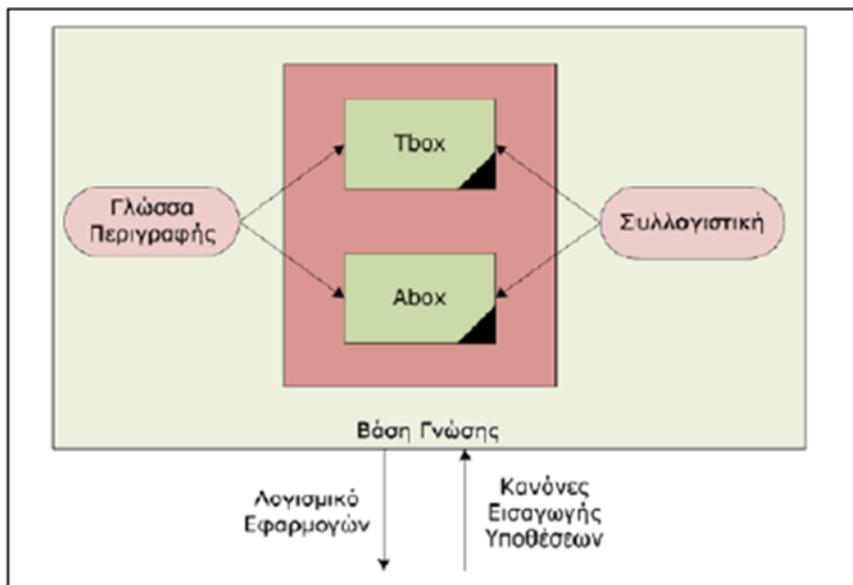 Tbox
Γλώσσα
Περιγραφής
Συλλογιστική
Abox
Βάση Γνώσης
Λογισμικό
Εφαρμογών
Κανόνες
Εισαγωγής
Υποθέσεων